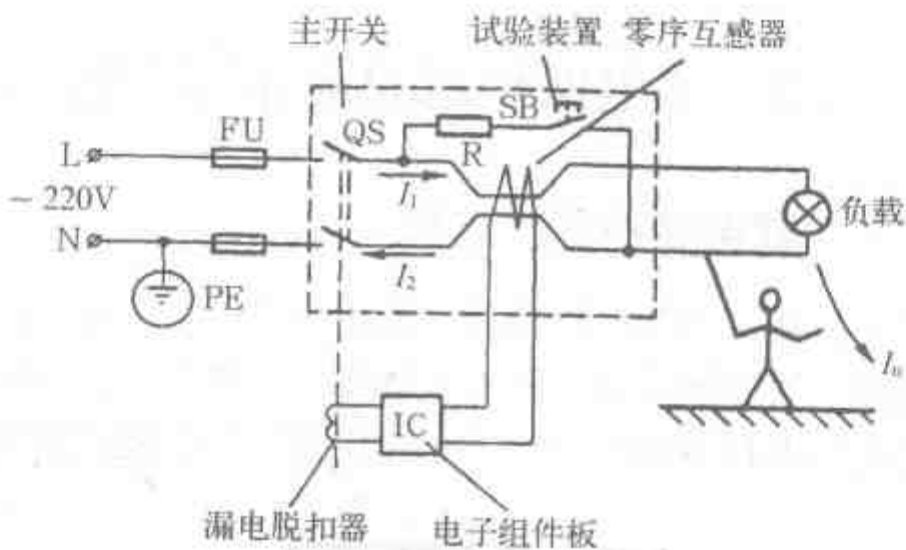 主开关 试验装置 零序互感器
SB
FU QS
R
L
I₁
~220V
负载
N
I₂
PE
Iₙ
IC
漏电脱扣器 电子组件板